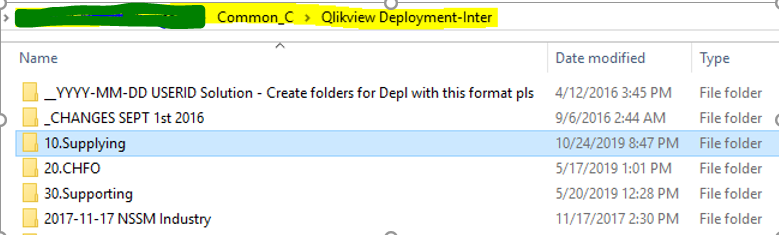 Common_C > Qlikview Deployment-Inter
Name Date modified Type
__YYYY-MM-DD USERID Solution - Create folders for Depl with this format pls 4/12/2016 3:45 PM File folder
_CHANGES SEPT 1st 2016 9/6/2016 2:44 AM File folder
10.Supplying 10/24/2019 8:47 PM File folder
20.CHFO 5/17/2019 1:01 PM File folder
30.Supporting 5/20/2019 12:28 PM File folder
2017-11-17 NSSM Industry 11/17/2017 2:30 PM File folder